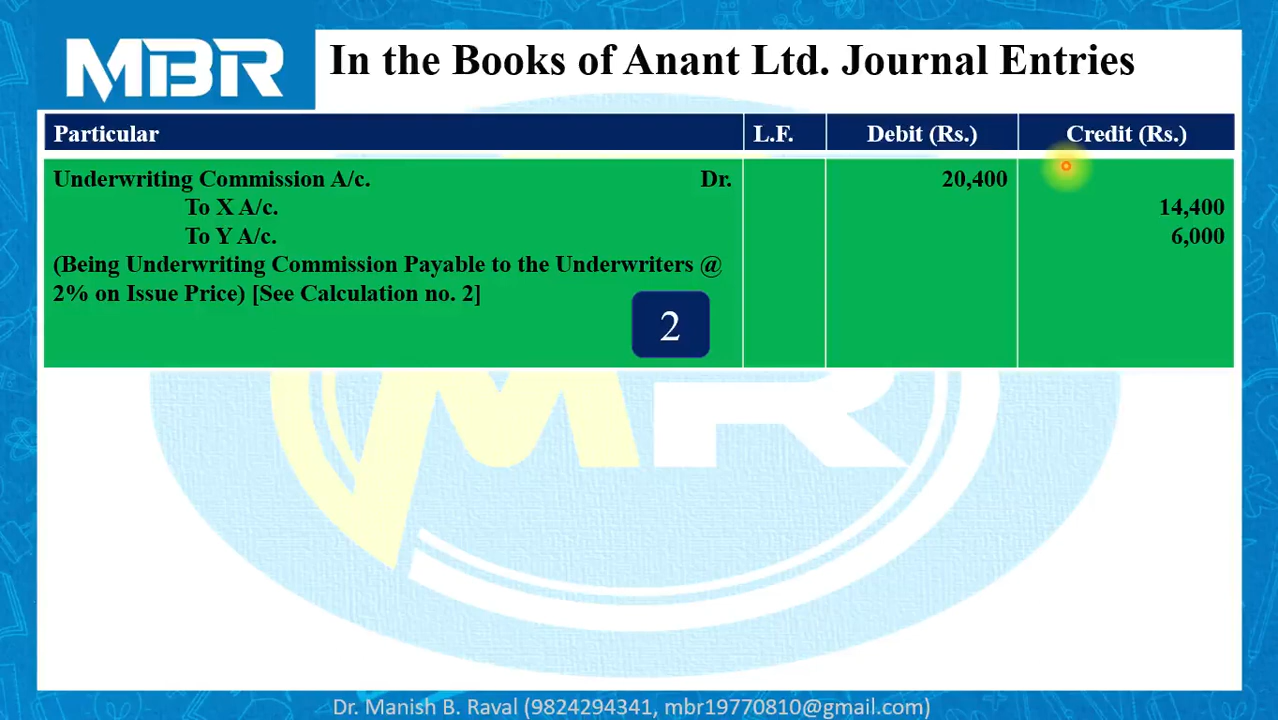 MBR
In the Books of Anant Ltd. Journal Entries
Particular L.F. Debit (Rs.) Credit (Rs.)
Underwriting Commission A/c. Dr. 20,400
To X A/c. 14,400
To Y A/c. 6,000
(Being Underwriting Commission Payable to the Underwriters @
2% on Issue Price) [See Calculation no. 2]
2
Dr. Manish B. Raval (9824294341, mbr19770810@gmail.com)